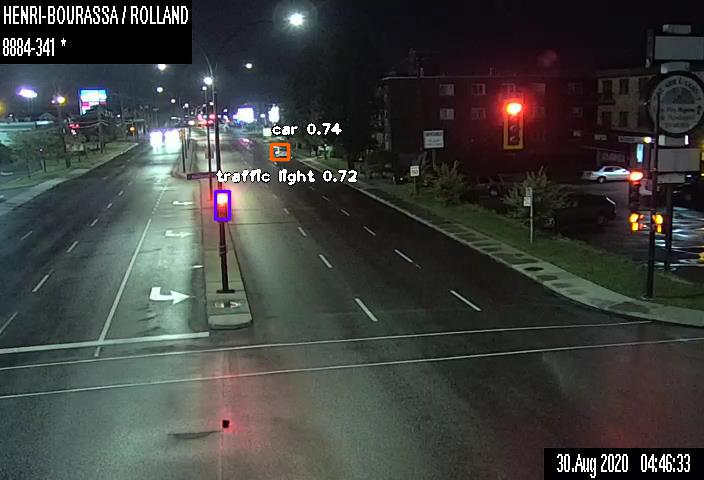 HENRI-BOURASSA / ROLLAND
8884-341 *
car 0.74
traffic light 0.72
30.Aug 2020 04:46:33